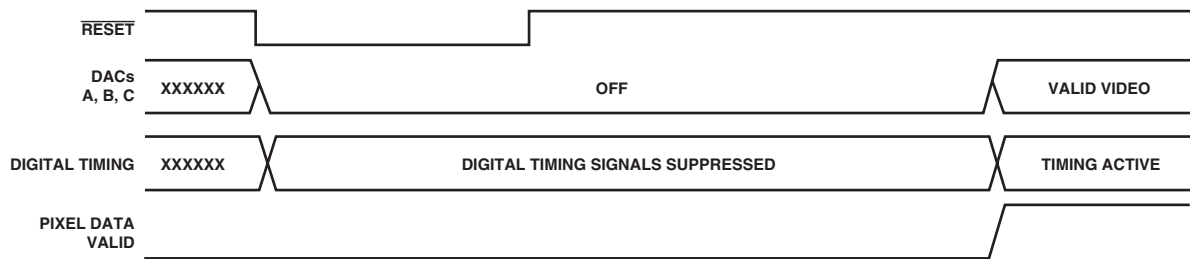 RESET
DACs
A, B, C
XXXXXX
OFF
VALID VIDEO
DIGITAL TIMING
XXXXXX
DIGITAL TIMING SIGNALS SUPPRESSED
TIMING ACTIVE
PIXEL DATA
VALID